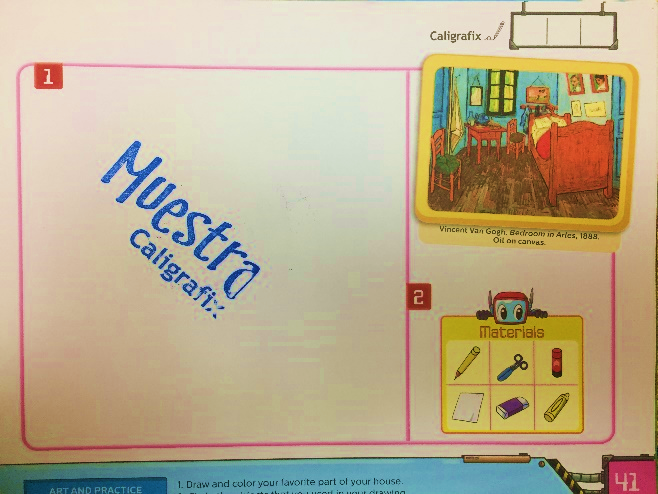 Caligrafix
1
Muestra
Caligrafix
Vincent Van Gogh. Bedroom in Arles, 1888.
Oil on canvas.
2
Materials
ART AND PRACTICE
1. Draw and color your favorite part of your house.
41